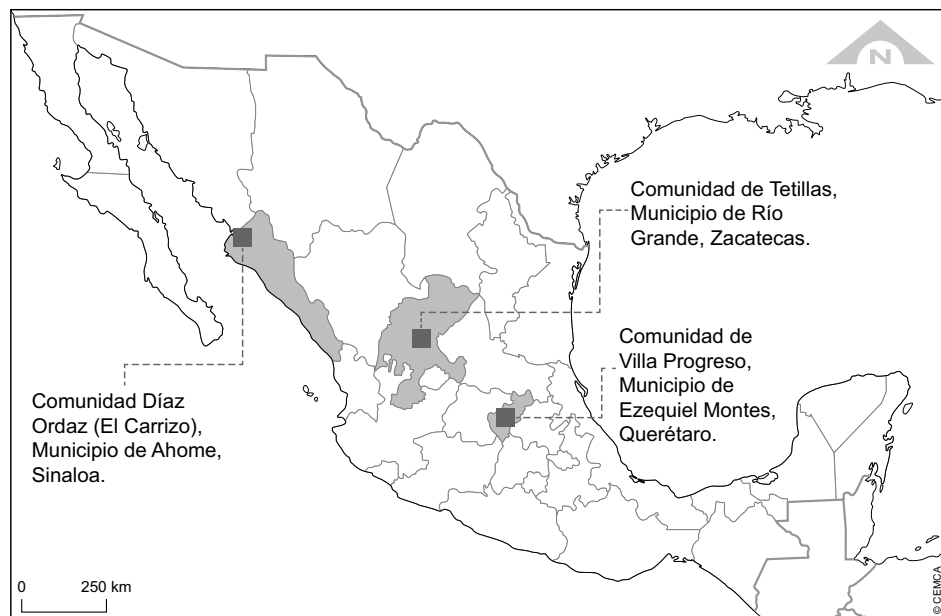 N
Comunidad de Tetillas,
Municipio de Río
Grande, Zacatecas.
Comunidad de
Villa Progreso,
Municipio de
Ezequiel Montes,
Querétaro.
Comunidad Díaz
Ordaz (El Carrizo),
Municipio de Ahome,
Sinaloa.
0 250 km
© CEMCA